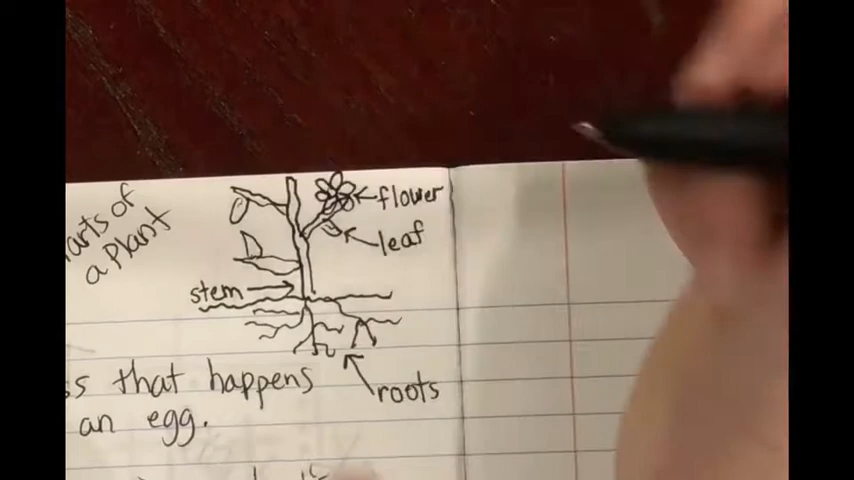 arts of
a Plant
flower
leaf
stem
roots
s that happens
an egg.